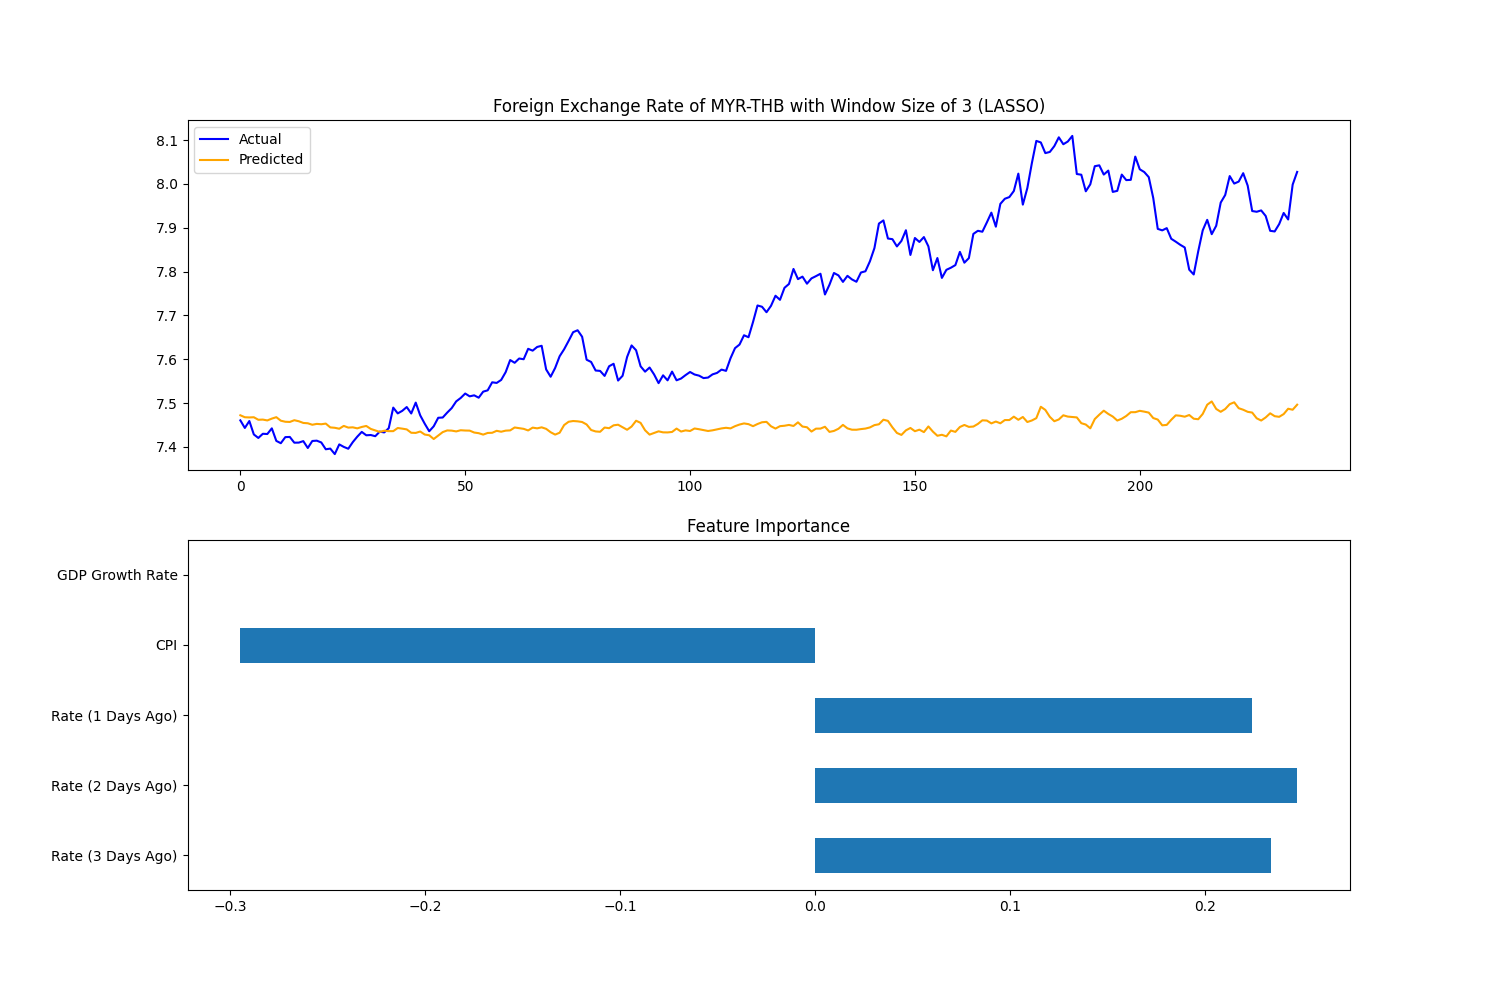 Foreign Exchange Rate of MYR-THB with Window Size of 3 (LASSO)
Actual
Predicted
8.1
8.0
7.9
7.8
7.7
7.6
7.5
7.4
0 50 100 150 200
Feature Importance
GDP Growth Rate
CPI
Rate (1 Days Ago)
Rate (2 Days Ago)
Rate (3 Days Ago)
−0.3 −0.2 −0.1 0.0 0.1 0.2